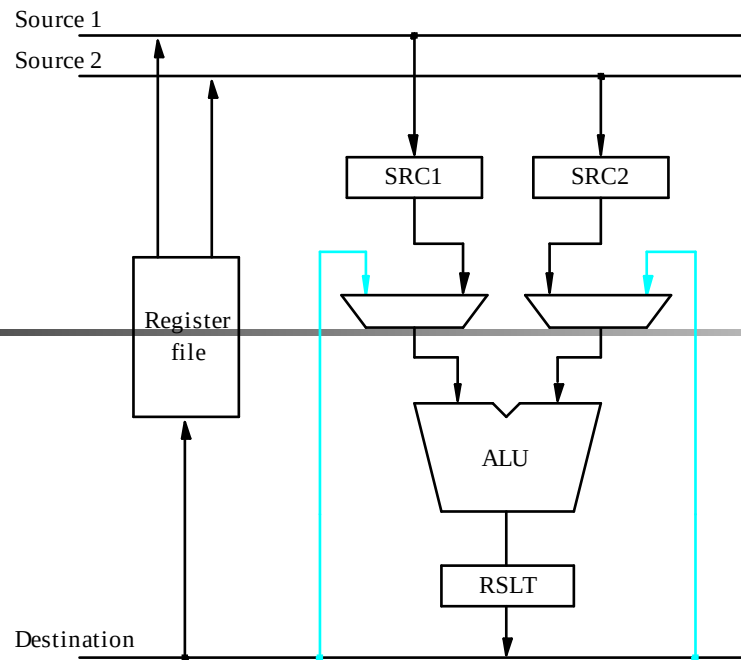 Source 1
Source 2
SRC1
SRC2
Register
file
ALU
RSLT
Destination